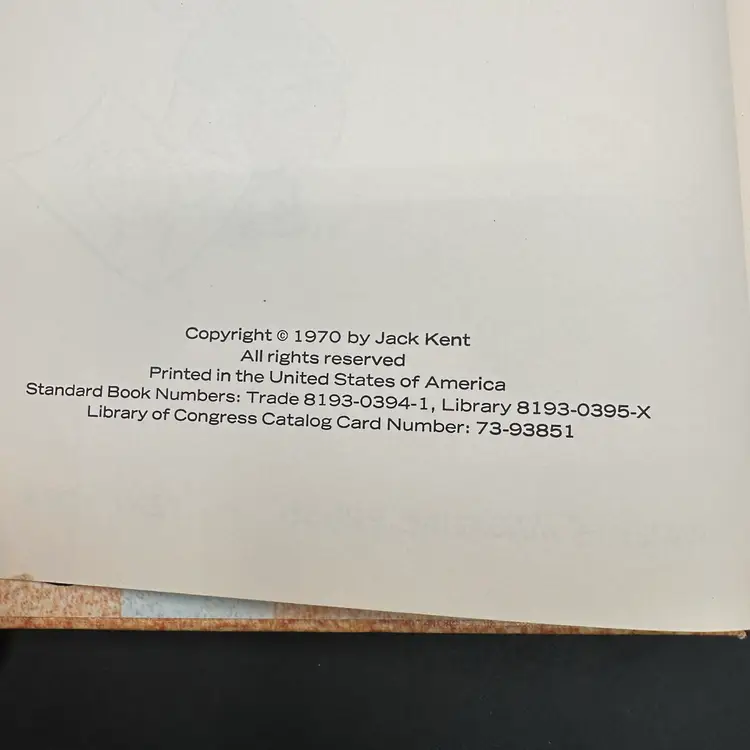 Copyright © 1970 by Jack Kent
All rights reserved
Printed in the United States of America
Standard Book Numbers: Trade 8193-0394-1, Library 8193-0395-X
Library of Congress Catalog Card Number: 73-93851